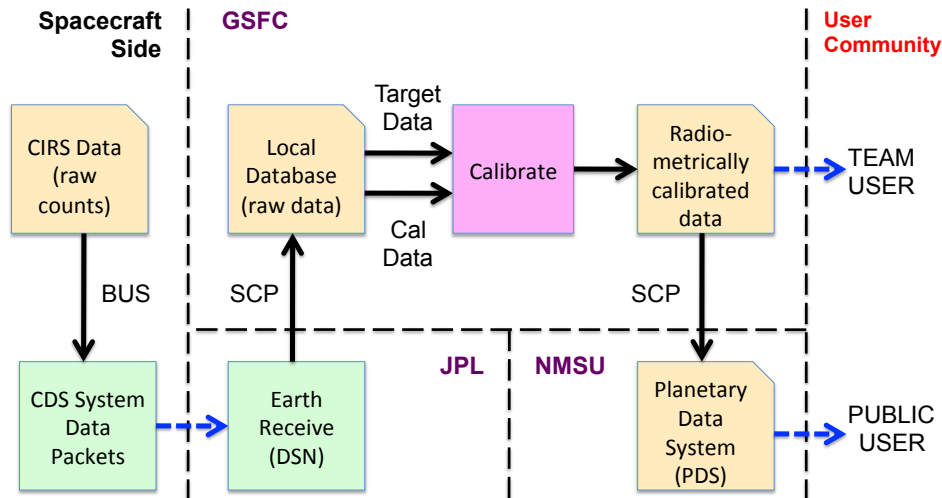 Spacecraft
Side
GSFC
User
Community
CIRS Data
(raw
counts)
BUS
CDS System
Data
Packets
Local
Database
(raw data)
Target
Data
Cal
Data
Calibrate
Radio-
metrically
calibrated
data
TEAM
USER
SCP
SCP
JPL
NMSU
Earth
Receive
(DSN)
Planetary
Data
System
(PDS)
PUBLIC
USER